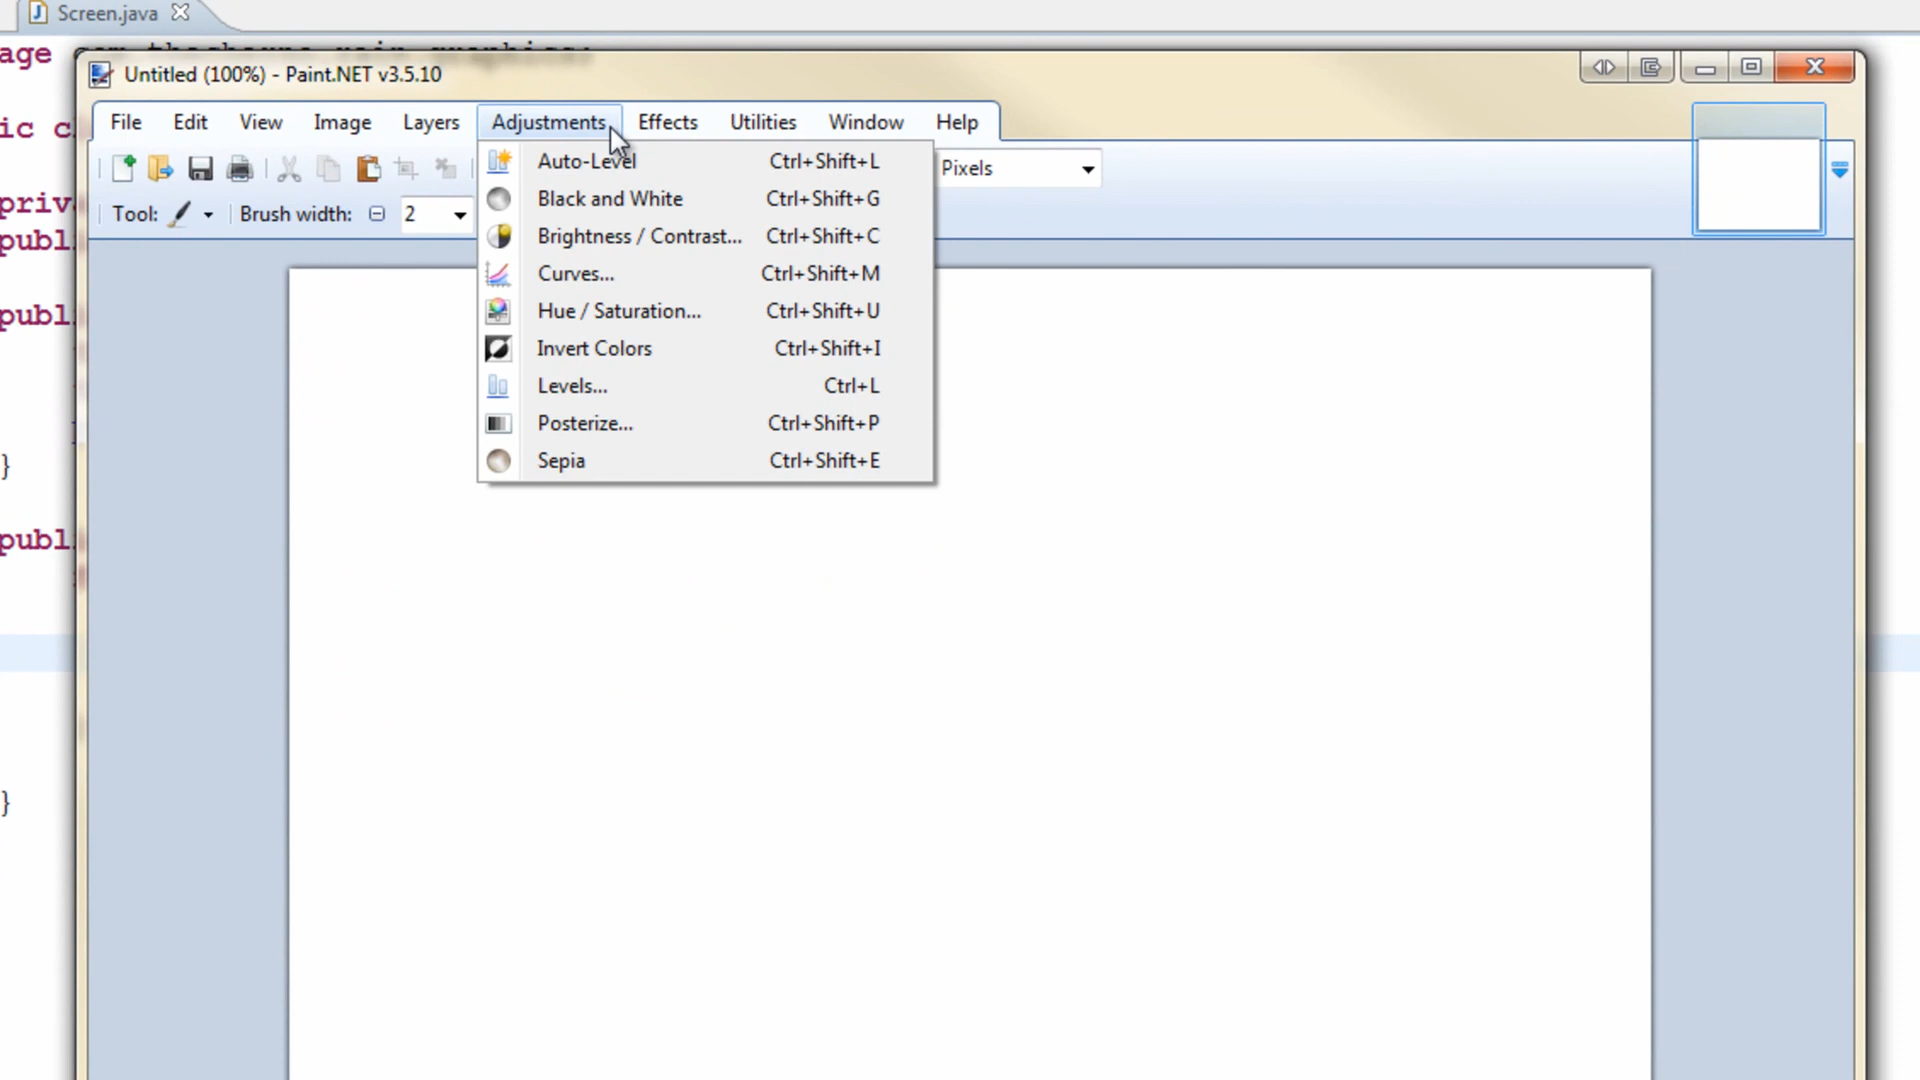 Screen.java
age
Untitled (100%) - Paint.NET v3.5.10
File Edit View Image Layers Adjustments Effects Utilities Window Help
ic c
Auto-Level Ctrl+Shift+L
Pixels
Black and White Ctrl+Shift+G
priv
Tool: Brush width: 2
publ
Brightness / Contrast... Ctrl+Shift+C
Curves... Ctrl+Shift+M
publ
Hue / Saturation... Ctrl+Shift+U
Invert Colors Ctrl+Shift+I
Levels... Ctrl+L
Posterize... Ctrl+Shift+P
}
Sepia Ctrl+Shift+E
publ
}